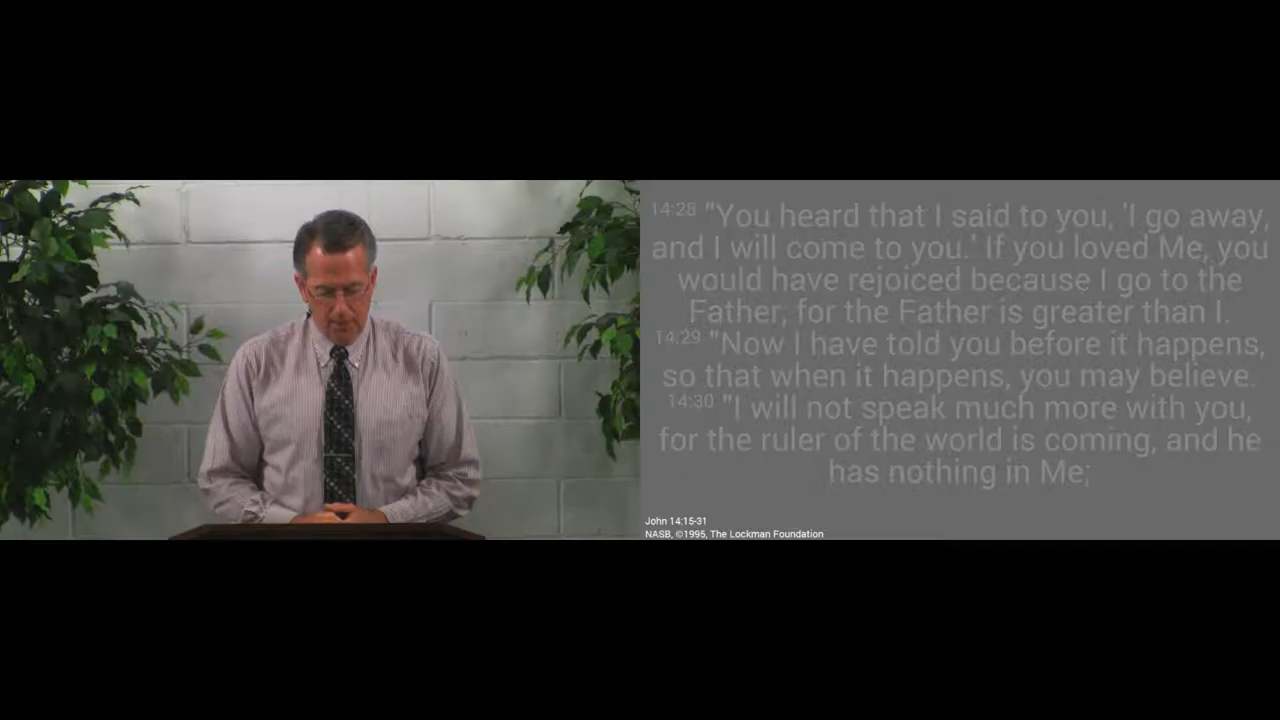 14:28 "You heard that I said to you, 'I go away,
and I will come to you.' If you loved Me, you
would have rejoiced because I go to the
Father, for the Father is greater than I.
14:29 "Now I have told you before it happens,
so that when it happens, you may believe.
14:30 "I will not speak much more with you,
for the ruler of the world is coming, and he
has nothing in Me;
John 14:15-31
NASB, ©1995, The Lockman Foundation